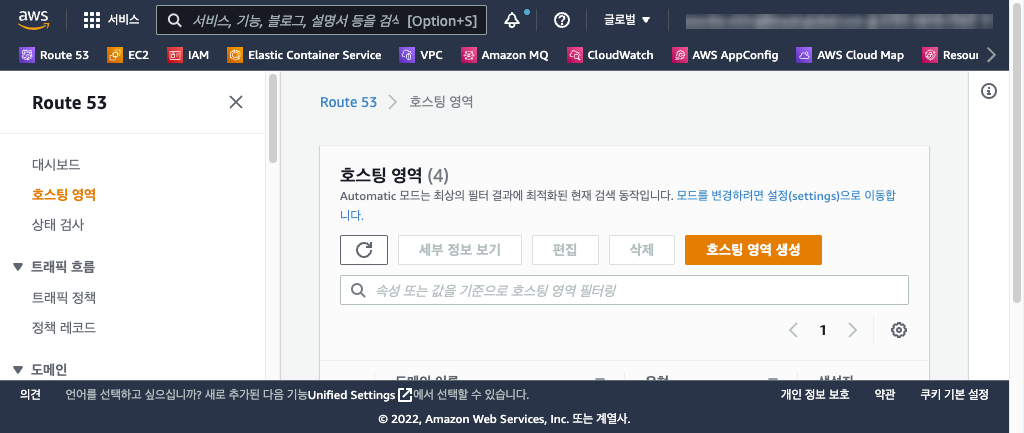 aws
서비스
서비스, 기능, 블로그, 설명서 등을 검색
[Option+S]
글로벌
Route 53
EC2
IAM
Elastic Container Service
VPC
Amazon MQ
CloudWatch
AWS AppConfig
AWS Cloud Map
Resour
Route 53
대시보드
호스팅 영역
상태 검사
트래픽 흐름
트래픽 정책
정책 레코드
도메인
Route 53 > 호스팅 영역
호스팅 영역 (4)
Automatic 모드는 최상의 필터 결과에 최적화된 현재 검색 동작입니다. 모드를 변경하려면 설정(settings)으로 이동합
니다.
세부 정보 보기
편집
삭제
호스팅 영역 생성
속성 또는 값을 기준으로 호스팅 영역 필터링
1
도메인 이름
유형
생성자
의견
언어를 선택하고 싶으십니까? 새로 추가된 다음 기능Unified Settings에서 선택할 수 있습니다.
개인 정보 보호
약관
쿠키 기본 설정
© 2022, Amazon Web Services, Inc. 또는 계열사.